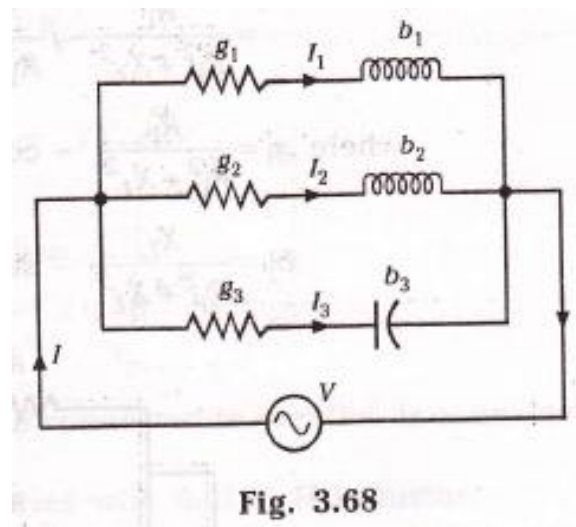 g₁ I₁ b₁
g₂ I₂ b₂
g₃ I₃ b₃
I
V
Fig. 3.68